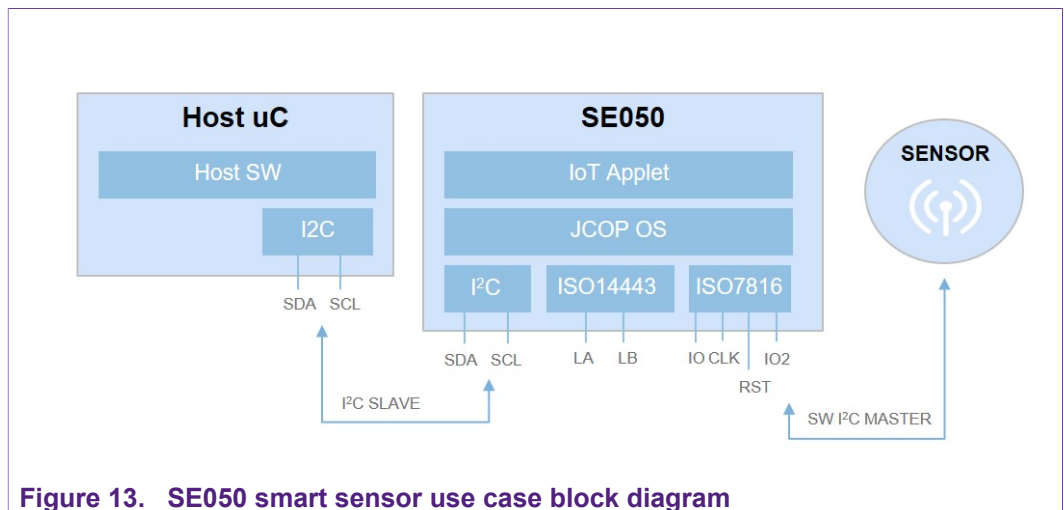 Host uC
Host SW
I2C
SDA SCL
SE050
IoT Applet
JCOP OS
I²C ISO14443 ISO7816
SDA SCL LA LB IO CLK IO2
RST
SENSOR
I²C SLAVE
SW I²C MASTER
Figure 13. SE050 smart sensor use case block diagram